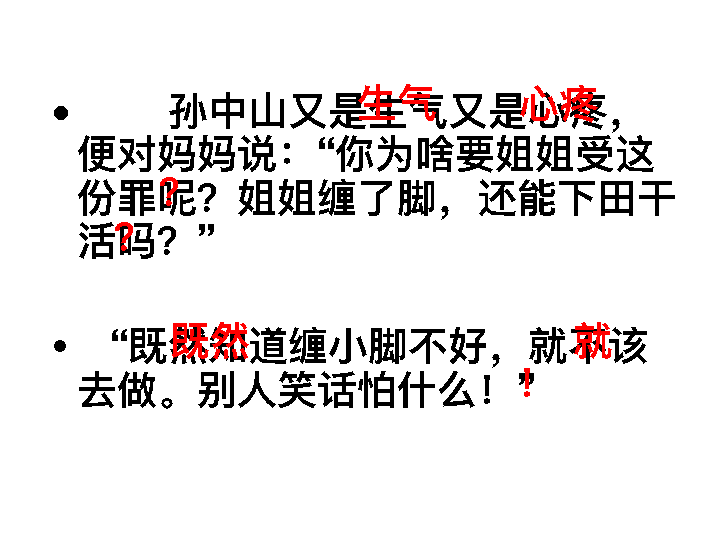 • 孙中山又是生气又是心疼，
便对妈妈说：“你为啥要姐姐受这
份罪呢？姐姐缠了脚，还能下田干
活吗？”
• “既然知道缠小脚不好，就不该
去做。别人笑话怕什么！”
生气
心疼
？
？
既然
就
！